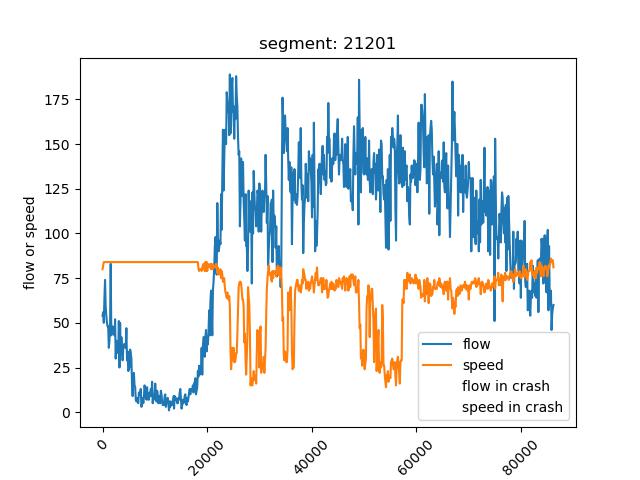 segment: 21201
flow or speed
175
150
125
100
75
50
25
0
0
20000
40000
60000
80000
flow
speed
flow in crash
speed in crash